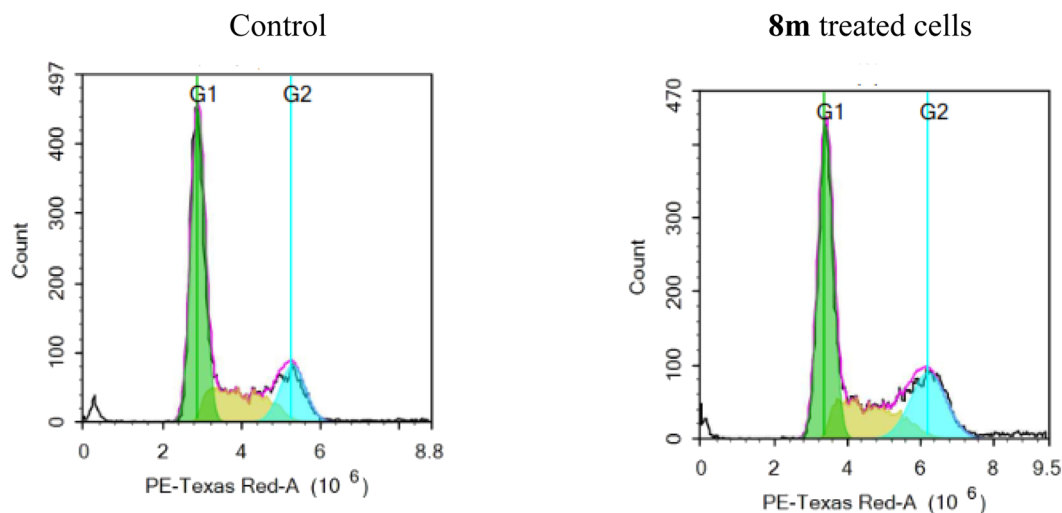 Control
497
G1 G2
400
300
200
100
0
Count
0 2 4 6 8.8
PE-Texas Red-A (10 6)
8m treated cells
470
G1 G2
300
200
100
0
Count
0 2 4 6 8 9.5
PE-Texas Red-A (10 6)